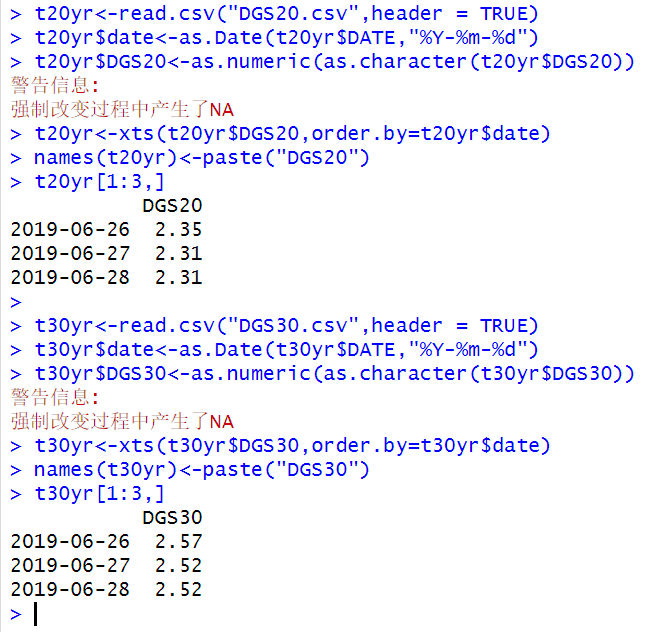 > t20yr<-read.csv("DGS20.csv",header = TRUE)
> t20yr$date<-as.Date(t20yr$DATE,"%Y-%m-%d")
> t20yr$DGS20<-as.numeric(as.character(t20yr$DGS20))
警告信息:
强制改变过程中产生了NA
> t20yr<-xts(t20yr$DGS20,order.by=t20yr$date)
> names(t20yr)<-paste("DGS20")
> t20yr[1:3,]
           DGS20
2019-06-26  2.35
2019-06-27  2.31
2019-06-28  2.31
>
> t30yr<-read.csv("DGS30.csv",header = TRUE)
> t30yr$date<-as.Date(t30yr$DATE,"%Y-%m-%d")
> t30yr$DGS30<-as.numeric(as.character(t30yr$DGS30))
警告信息:
强制改变过程中产生了NA
> t30yr<-xts(t30yr$DGS30,order.by=t30yr$date)
> names(t30yr)<-paste("DGS30")
> t30yr[1:3,]
           DGS30
2019-06-26  2.57
2019-06-27  2.52
2019-06-28  2.52
>